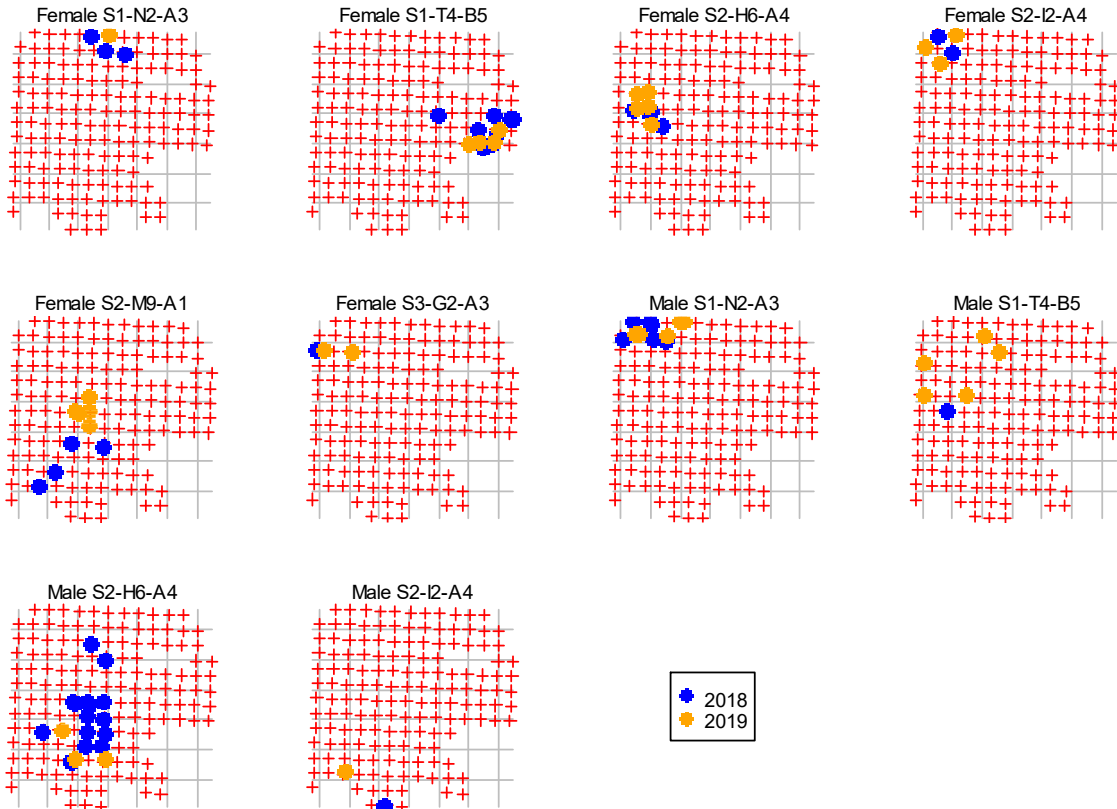 Female S1-N2-A3
Female S1-T4-B5
Female S2-H6-A4
Female S2-I2-A4
Female S2-M9-A1
Female S3-G2-A3
Male S1-N2-A3
Male S1-T4-B5
Male S2-H6-A4
Male S2-I2-A4
2018
2019